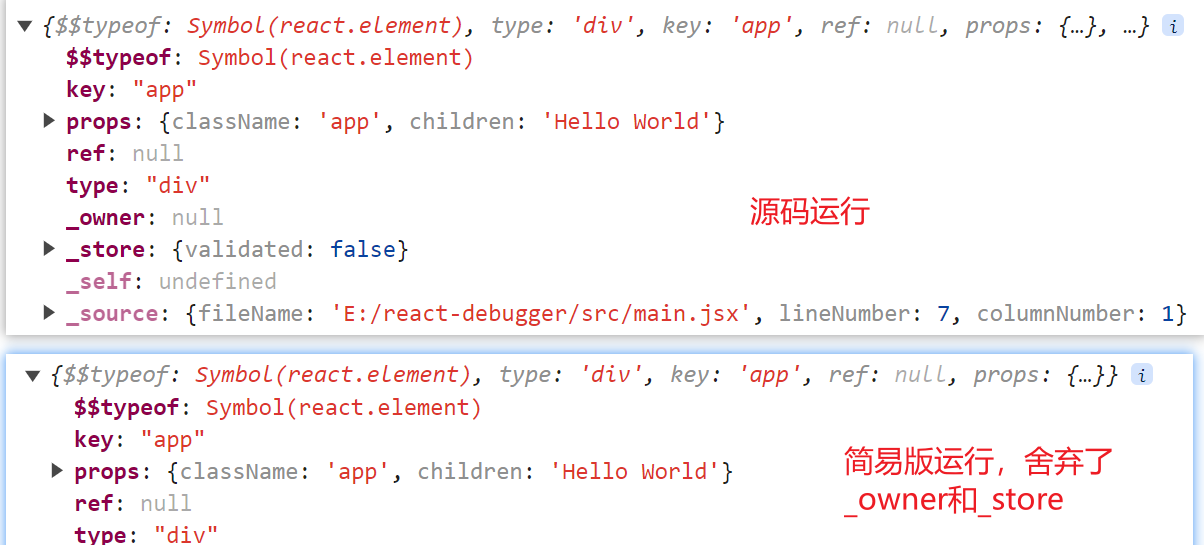 ▼ {$$typeof: Symbol(react.element), type: 'div', key: 'app', ref: null, props: {…}, …} i
$$typeof: Symbol(react.element)
key: "app"
▶ props: {className: 'app', children: 'Hello World'}
ref: null
type: "div"
_owner: null
源码运行
▶ _store: {validated: false}
_self: undefined
▶ _source: {fileName: 'E:/react-debugger/src/main.jsx', lineNumber: 7, columnNumber: 1}
▼ {$$typeof: Symbol(react.element), type: 'div', key: 'app', ref: null, props: {…}} i
$$typeof: Symbol(react.element)
key: "app"
▶ props: {className: 'app', children: 'Hello World'}
ref: null
type: "div"
简易版运行，舍弃了
_owner和_store